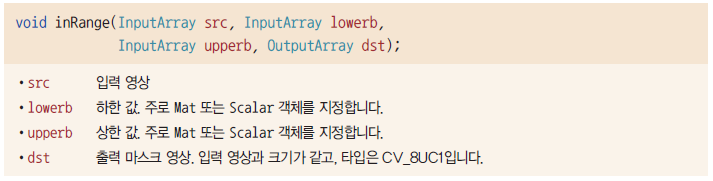 void inRange(InputArray src, InputArray lowerb,
InputArray upperb, OutputArray dst);
• src 입력 영상
• lowerb 하한 값. 주로 Mat 또는 Scalar 객체를 지정합니다.
• upperb 상한 값. 주로 Mat 또는 Scalar 객체를 지정합니다.
• dst 출력 마스크 영상. 입력 영상과 크기가 같고, 타입은 CV_8UC1입니다.